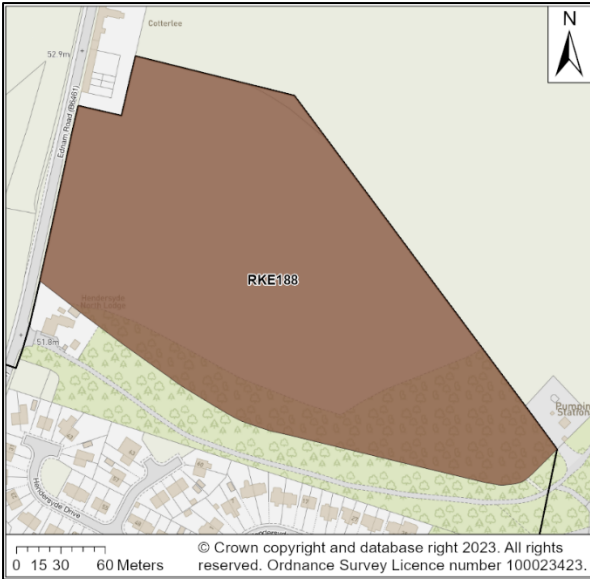 N
Cotterlee
52.9m
Ednam Road (B6461)
RKE188
Hendersyde
North Lodge
51.8m
Pumpin
Station
Hendersyde Drive
0 15 30 60 Meters
© Crown copyright and database right 2023. All rights
reserved. Ordnance Survey Licence number 100023423.